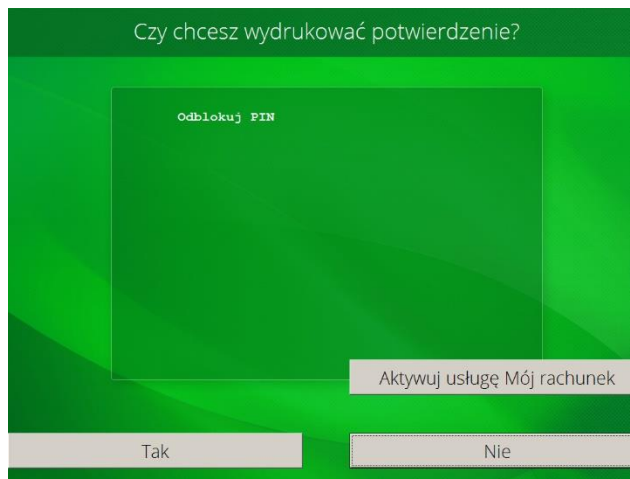 Czy chcesz wydrukować potwierdzenie?
Odblokuj PIN
Aktywuj usługę Mój rachunek
Tak
Nie